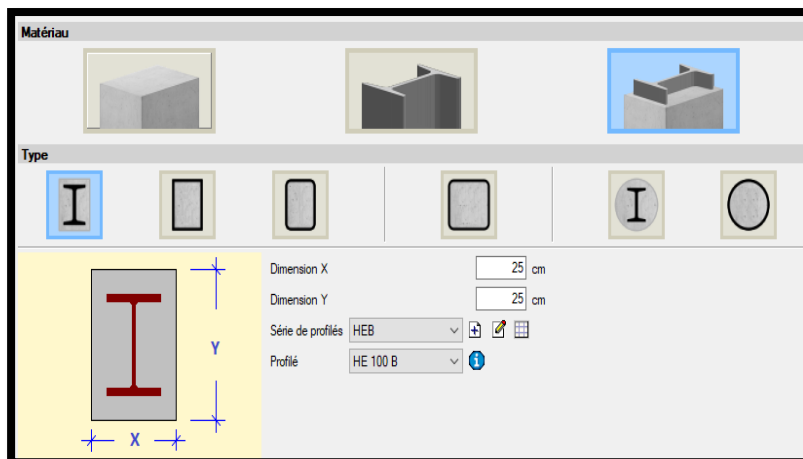 Matériau
Type
Dimension X 25 cm
Dimension Y 25 cm
Série de profilés HEB
Profilé HE 100 B
Y
X